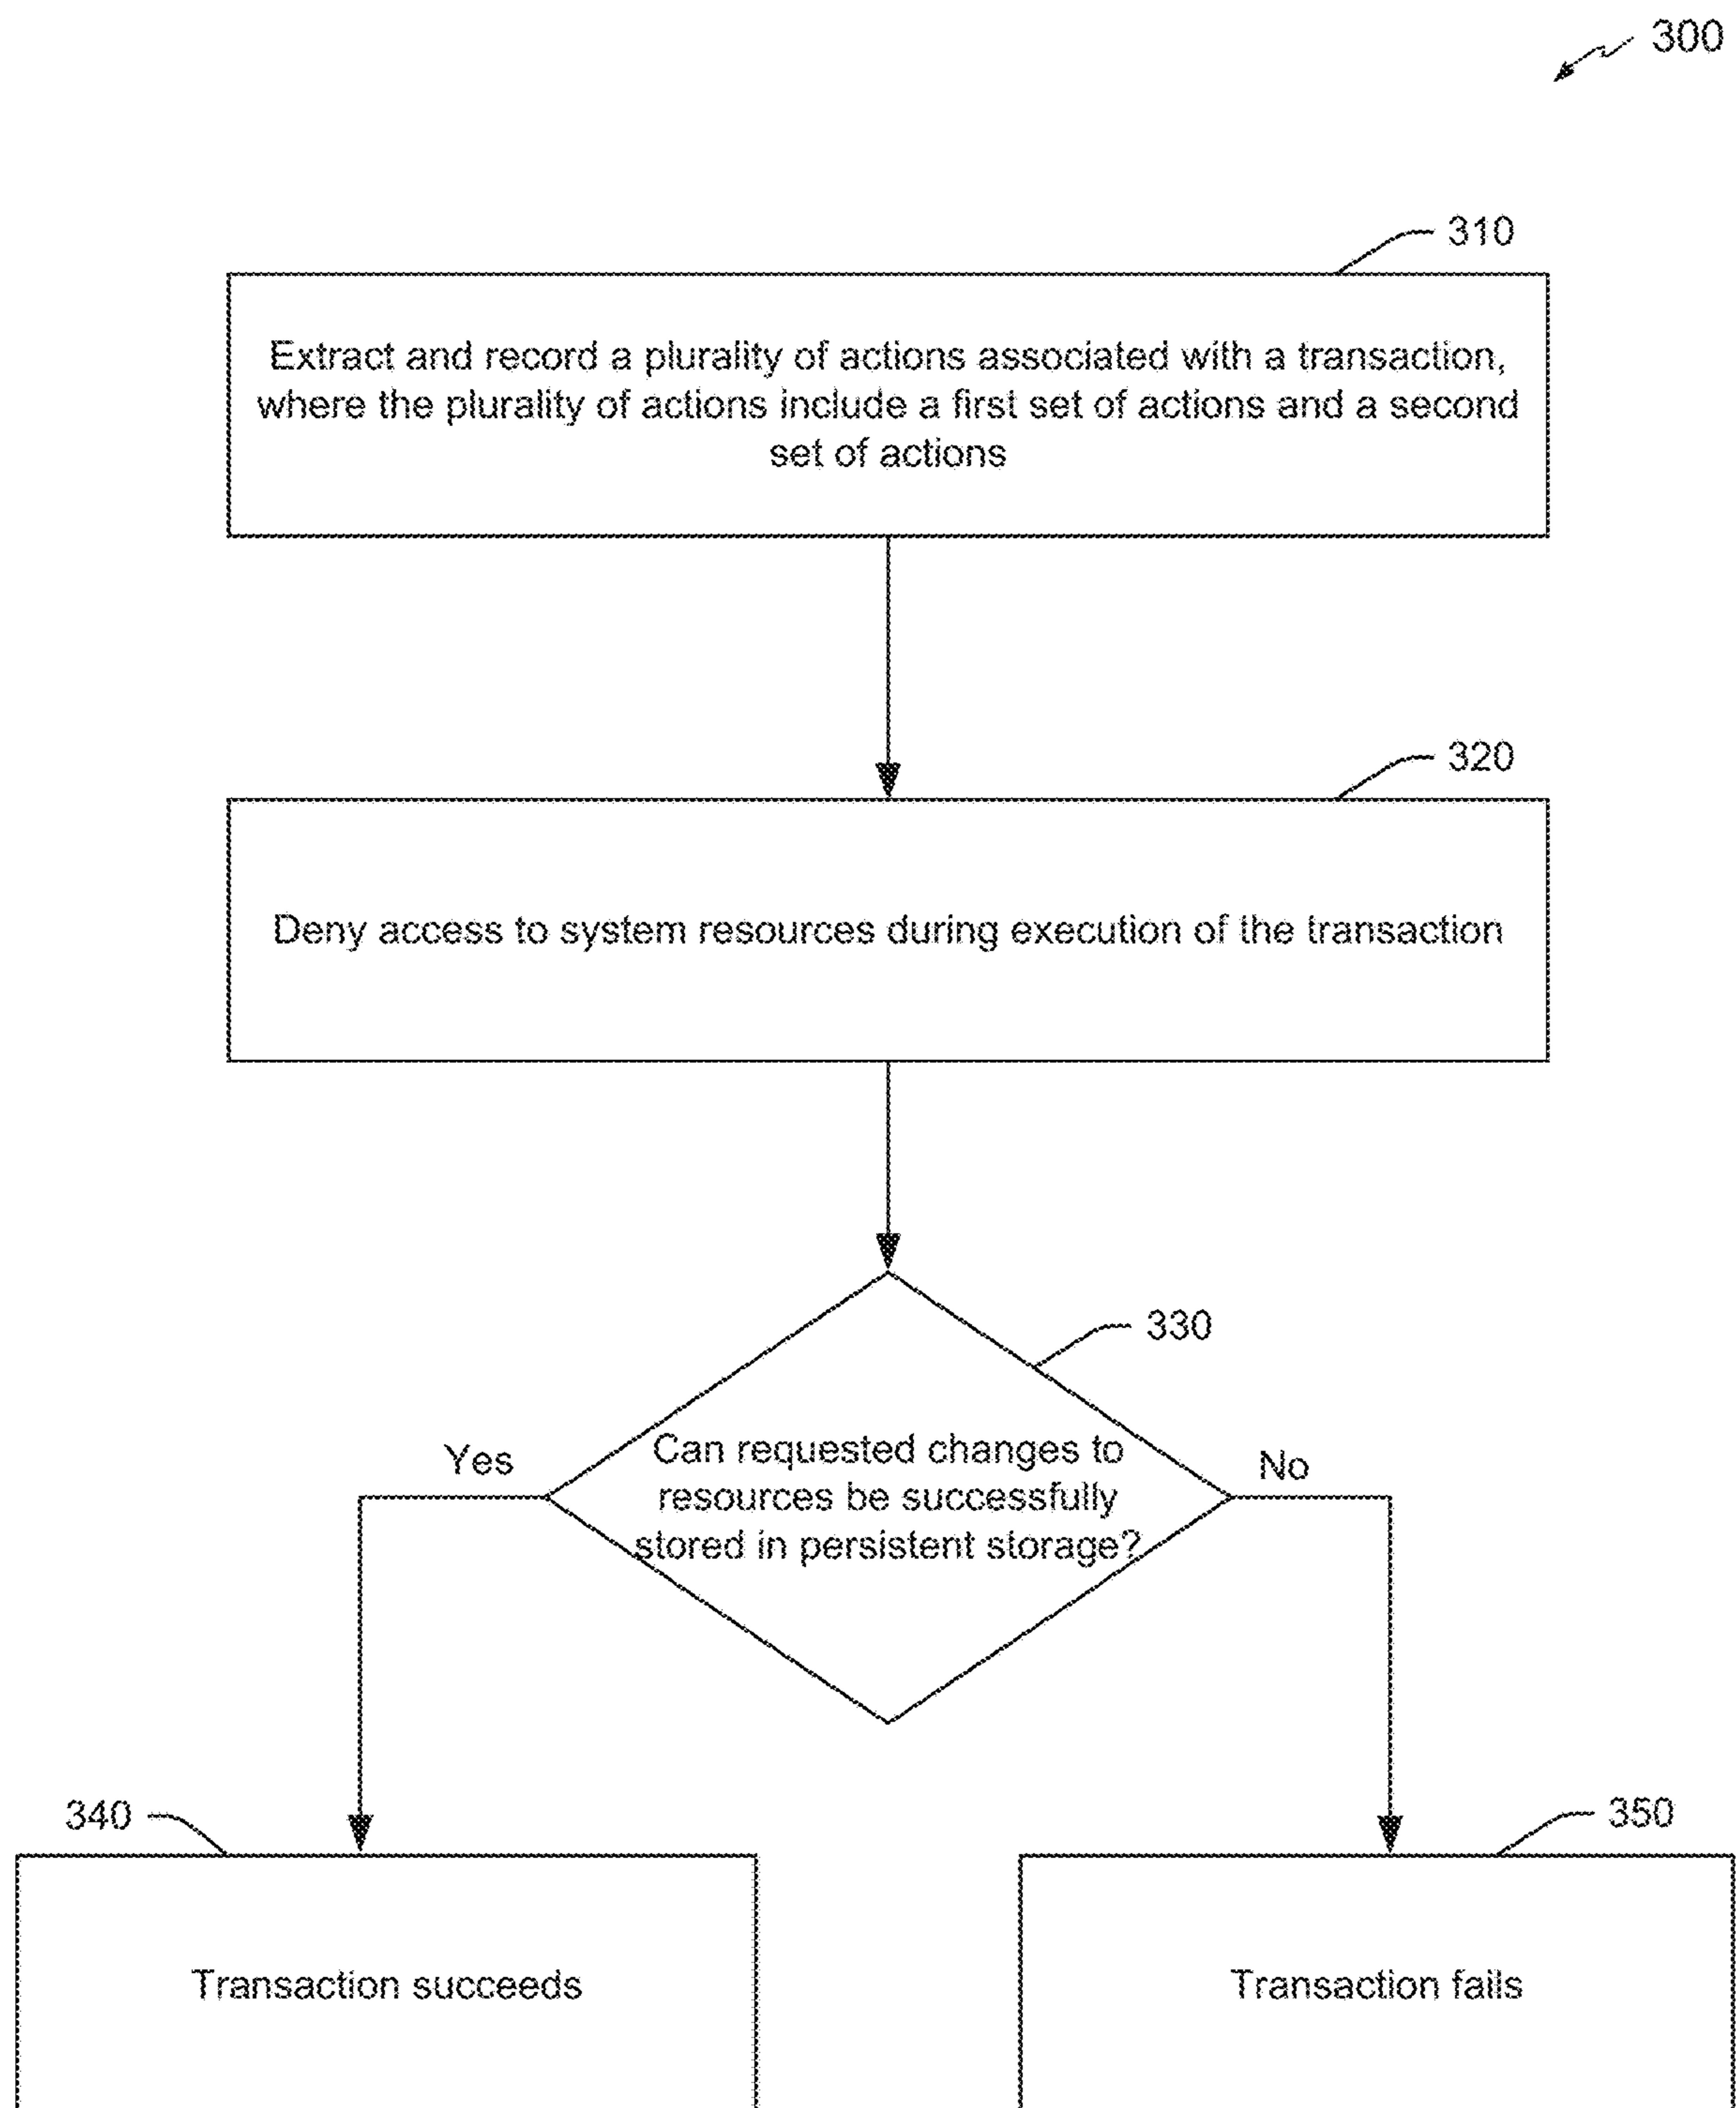 300
310
Extract and record a plurality of actions associated with a transaction,
where the plurality of actions include a first set of actions and a second
set of actions
320
Deny access to system resources during execution of the transaction
330
Yes
Can requested changes to
No
resources be successfully
stored in persistent storage?
340
350
Transaction succeeds
Transaction fails